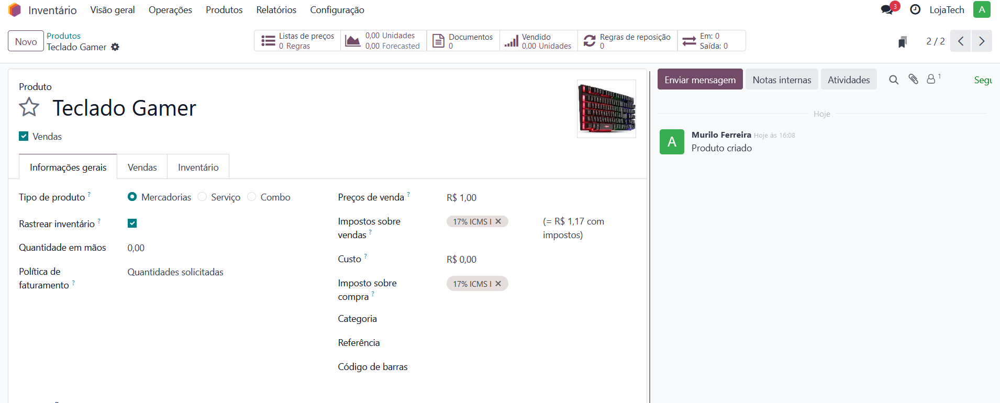 Inventário Visão geral Operações Produtos Relatórios Configuração 3 LojaTech A
Novo
Produtos
Teclado Gamer
Listas de preços
0 Regras
0,00 Unidades
0,00 Forecasted
Documentos
0
Vendido
0,00 Unidades
Regras de reposição
0
Em: 0
Saída: 0
2 / 2
Produto
Teclado Gamer
Vendas
Informações gerais Vendas Inventário
Tipo de produto ? Mercadorias Serviço Combo
Rastrear inventário ?
Quantidade em mãos 0,00
Política de
faturamento ?
Quantidades solicitadas
Preços de venda ? R$ 1,00
Impostos sobre
vendas ?
17% ICMS I
(= R$ 1,17 com
impostos)
Custo ? R$ 0,00
Imposto sobre
compra ?
17% ICMS I
Categoria
Referência
Código de barras
Enviar mensagem Notas internas Atividades 1 Segu
Hoje
A
Murilo Ferreira Hoje às 16:08
Produto criado